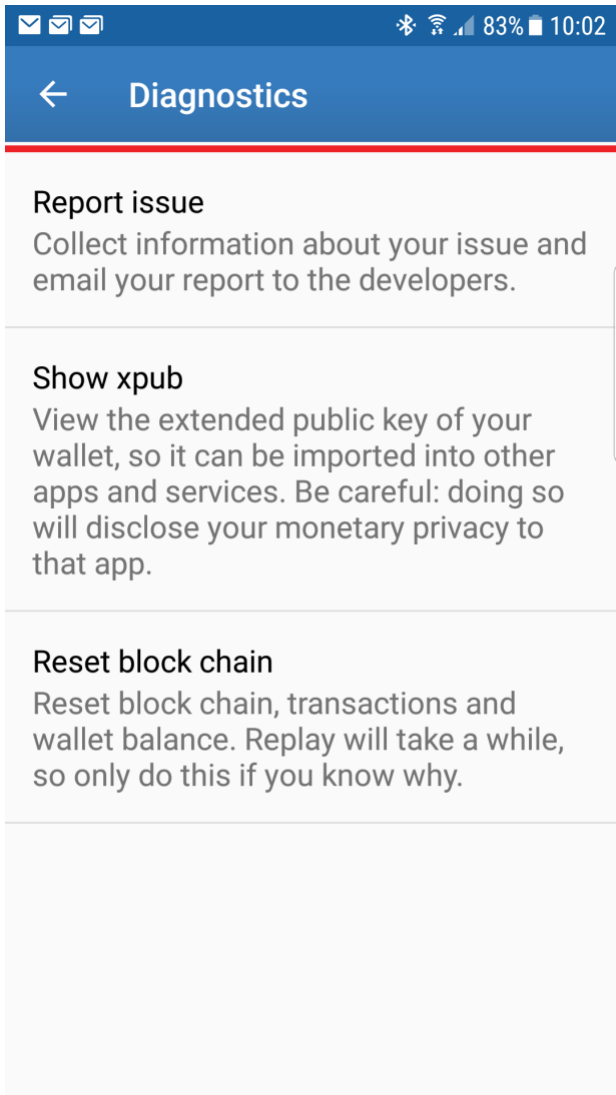 83% 10:02
Diagnostics
Report issue
Collect information about your issue and
email your report to the developers.
Show xpub
View the extended public key of your
wallet, so it can be imported into other
apps and services. Be careful: doing so
will disclose your monetary privacy to
that app.
Reset block chain
Reset block chain, transactions and
wallet balance. Replay will take a while,
so only do this if you know why.